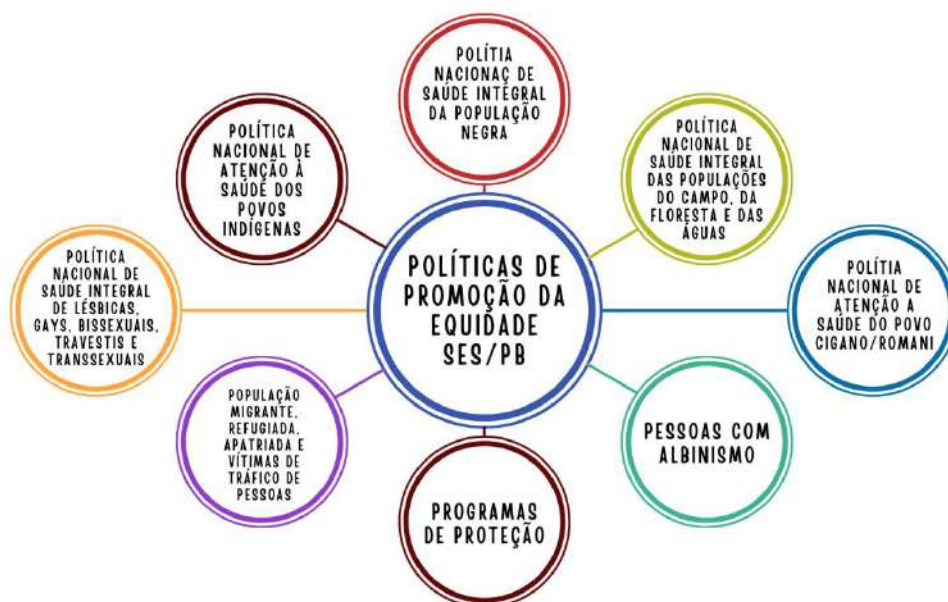 POLÍTIA
NACIONAÇ DE
SAÚDE INTEGRAL
DA POPULAÇÃO
NEGRA
POLÍTICA
NACIONAL DE
ATENÇÃO À
SAÚDE DOS
POVOS
INDÍGENAS
POLÍTICA
NACIONAL DE
SAÚDE INTEGRAL
DAS POPULAÇÕES
DO CAMPO, DA
FLORESTA E DAS
ÁGUAS
POLÍTICA
NACIONAL DE
SAÚDE INTEGRAL
DE LÉSBICAS,
GAYS, BISSEXUAIS,
TRAVESTIS E
TRANSSEXUAIS
POLÍTICAS DE
PROMOÇÃO DA
EQUIDADE
SES/PB
POLÍTIA
NACIONAL DE
ATENÇÃO A
SAÚDE DO POVO
CIGANO/ROMANI
POPULAÇÃO
MIGRANTE,
REFUGIADA,
APATRIADA E
VÍTIMAS DE
TRÁFICO DE
PESSOAS
PESSOAS COM
ALBINISMO
PROGRAMAS
DE PROTEÇÃO